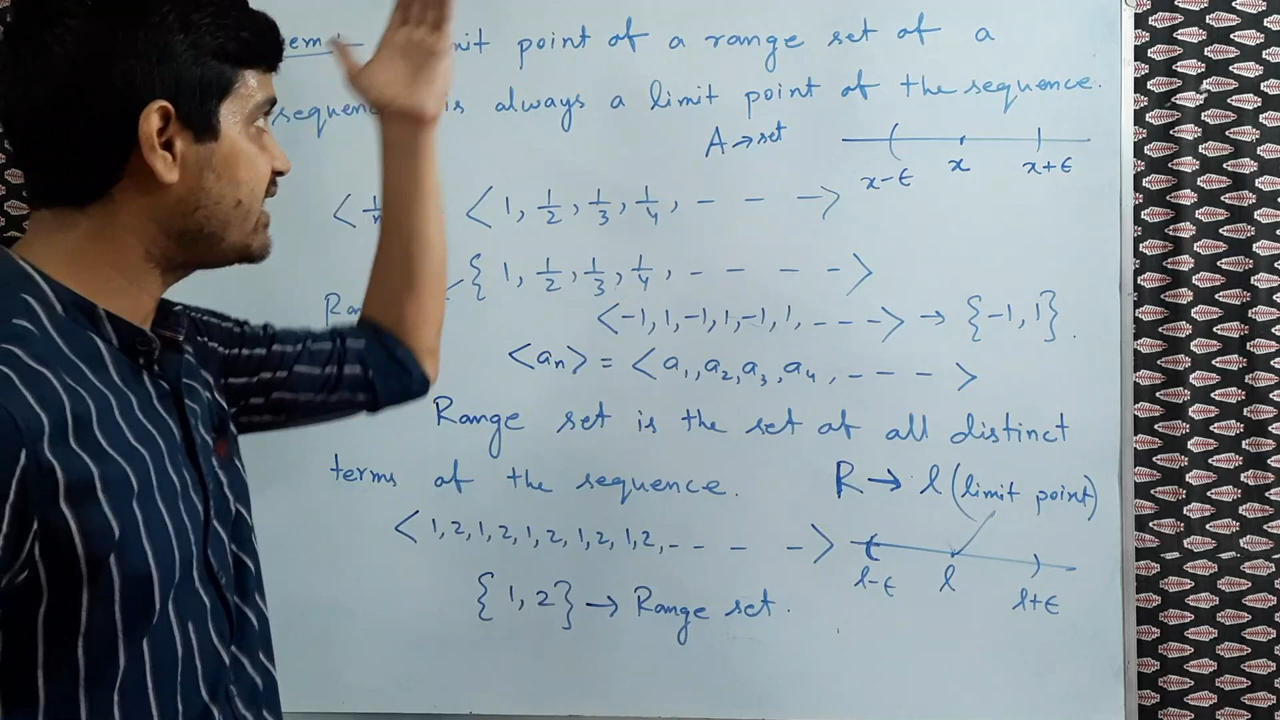 point of a range set of a
is always a limit point of the sequence.
A → set
x-ϵ x x+ϵ
< 1, 1/2, 1/3, 1/4, - - - >
{ 1, 1/2, 1/3, 1/4, - - - - >
<-1, 1, -1, 1, -1, 1, - - - > → {-1, 1}.
<aₙ> = < a₁, a₂, a₃, a₄, - - - >
Range set is the set of all distinct
terms of the sequence.
R → l (limit point)
< 1, 2, 1, 2, 1, 2, 1, 2, 1, 2, - - - - >
l-ϵ l l+ϵ
{ 1, 2 } → Range set.